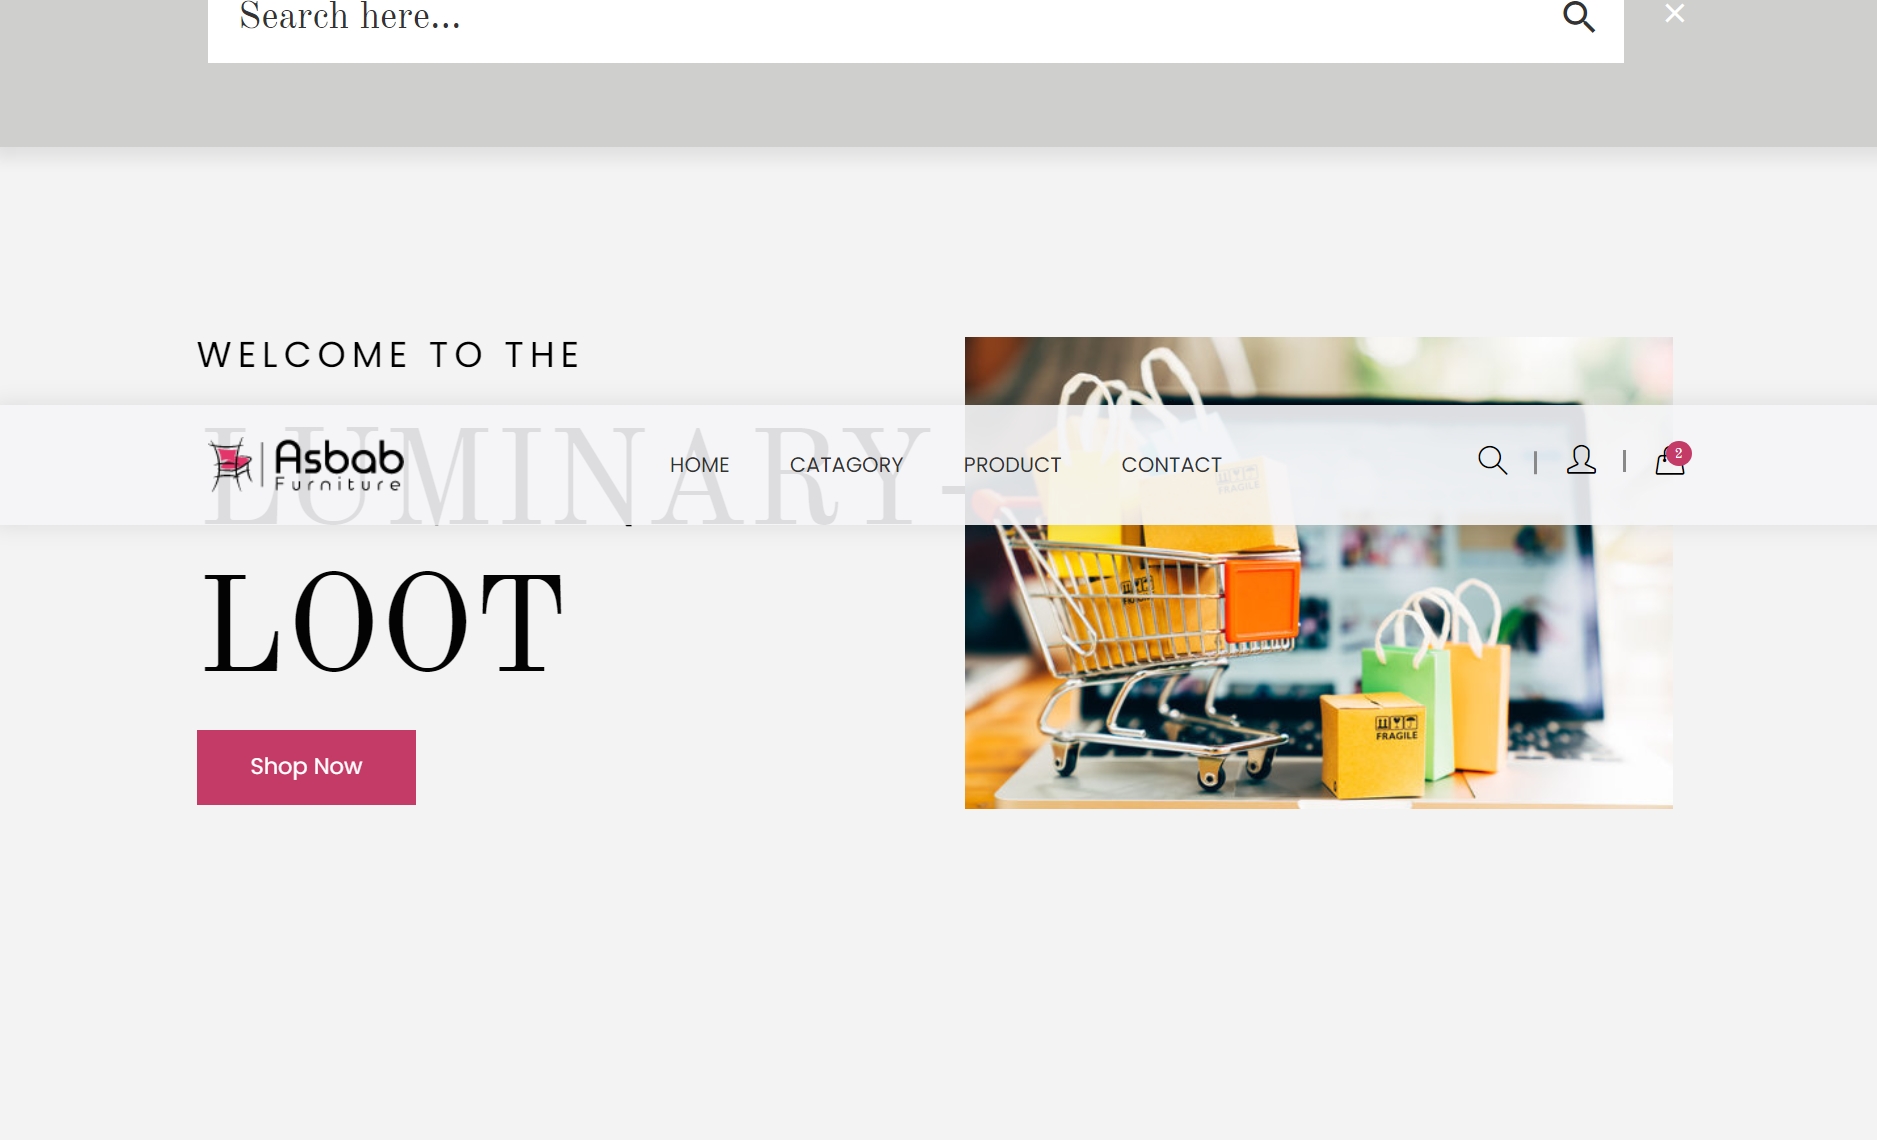 Search here...
WELCOME TO THE
LUMINARY-
LOOT
Asbab
Furniture
HOME
CATAGORY
PRODUCT
CONTACT
2
Shop Now
FRAGILE
FRAGILE